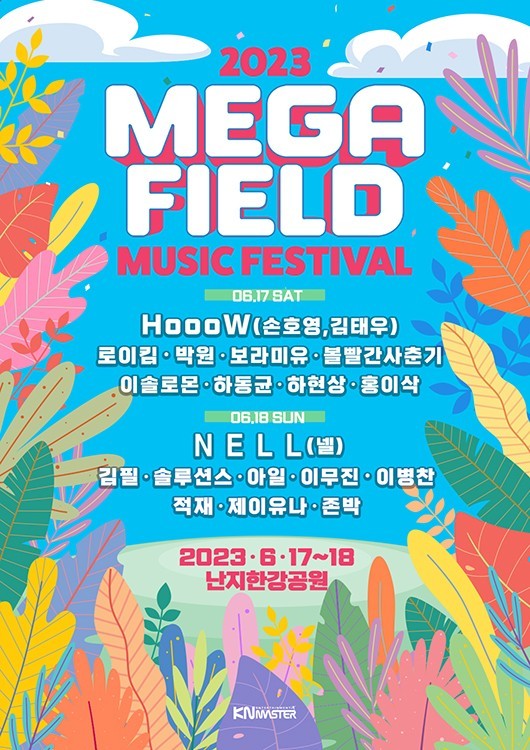 2023
MEGA
FIELD
MUSIC FESTIVAL
06.17 SAT
HoooW(손호영,김태우)
로이킴·박원·보라미유·볼빨간사춘기
이솔로몬·하동균·하현상·홍이삭
06.18 SUN
NELL(넬)
김필·솔루션스·아일·이무진·이병찬
적재·제이유나·존박
2023·6·17~18
난지한강공원
ENTERTAINMENT
KNMASTER